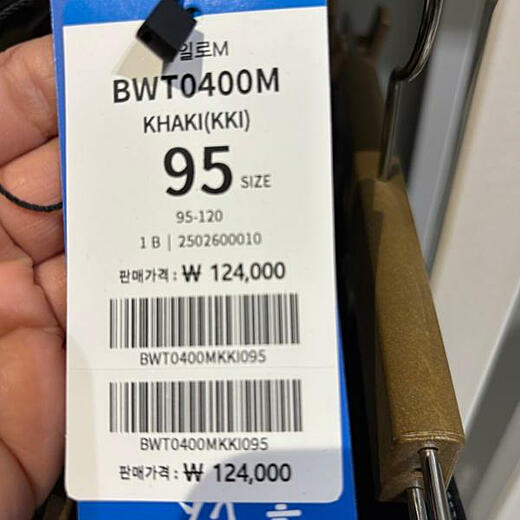 일로M
BWT0400M
KHAKI(KKI)
95 SIZE
95-120
1 B | 2502600010
판매가격 : ₩ 124,000
BWT0400MKKI095
BWT0400MKKI095
판매가격 : ₩ 124,000